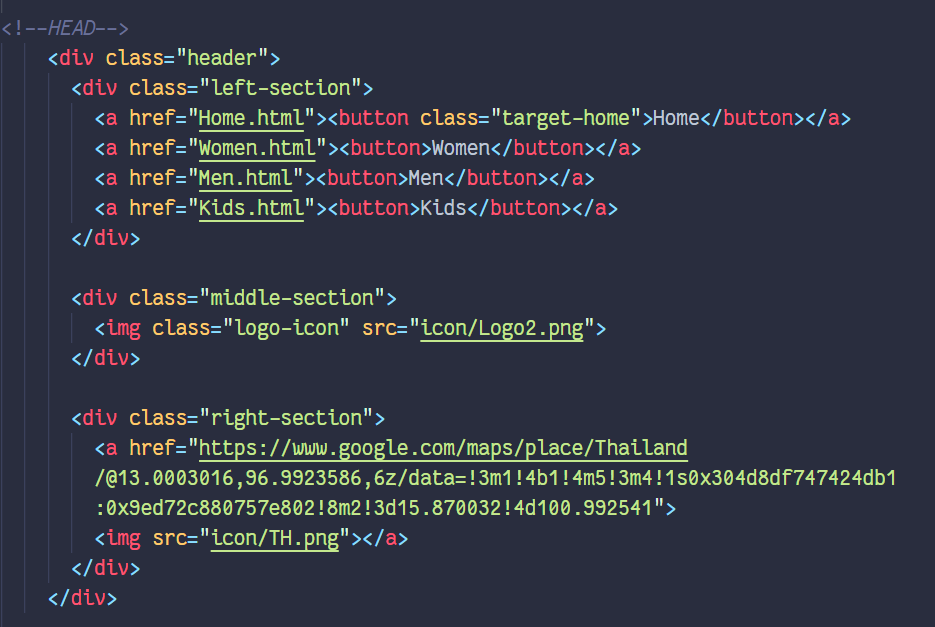 <!--HEAD-->
<div class="header">
<div class="left-section">
<a href="Home.html"><button class="target-home">Home</button></a>
<a href="Women.html"><button>Women</button></a>
<a href="Men.html"><button>Men</button></a>
<a href="Kids.html"><button>Kids</button></a>
</div>
<div class="middle-section">
<img class="logo-icon" src="icon/Logo2.png">
</div>
<div class="right-section">
<a href="https://www.google.com/maps/place/Thailand
/@13.0003016,96.9923586,6z/data=!3m1!4b1!4m5!3m4!1s0x304d8df747424db1
:0x9ed72c880757e802!8m2!3d15.870032!4d100.992541">
<img src="icon/TH.png"></a>
</div>
</div>